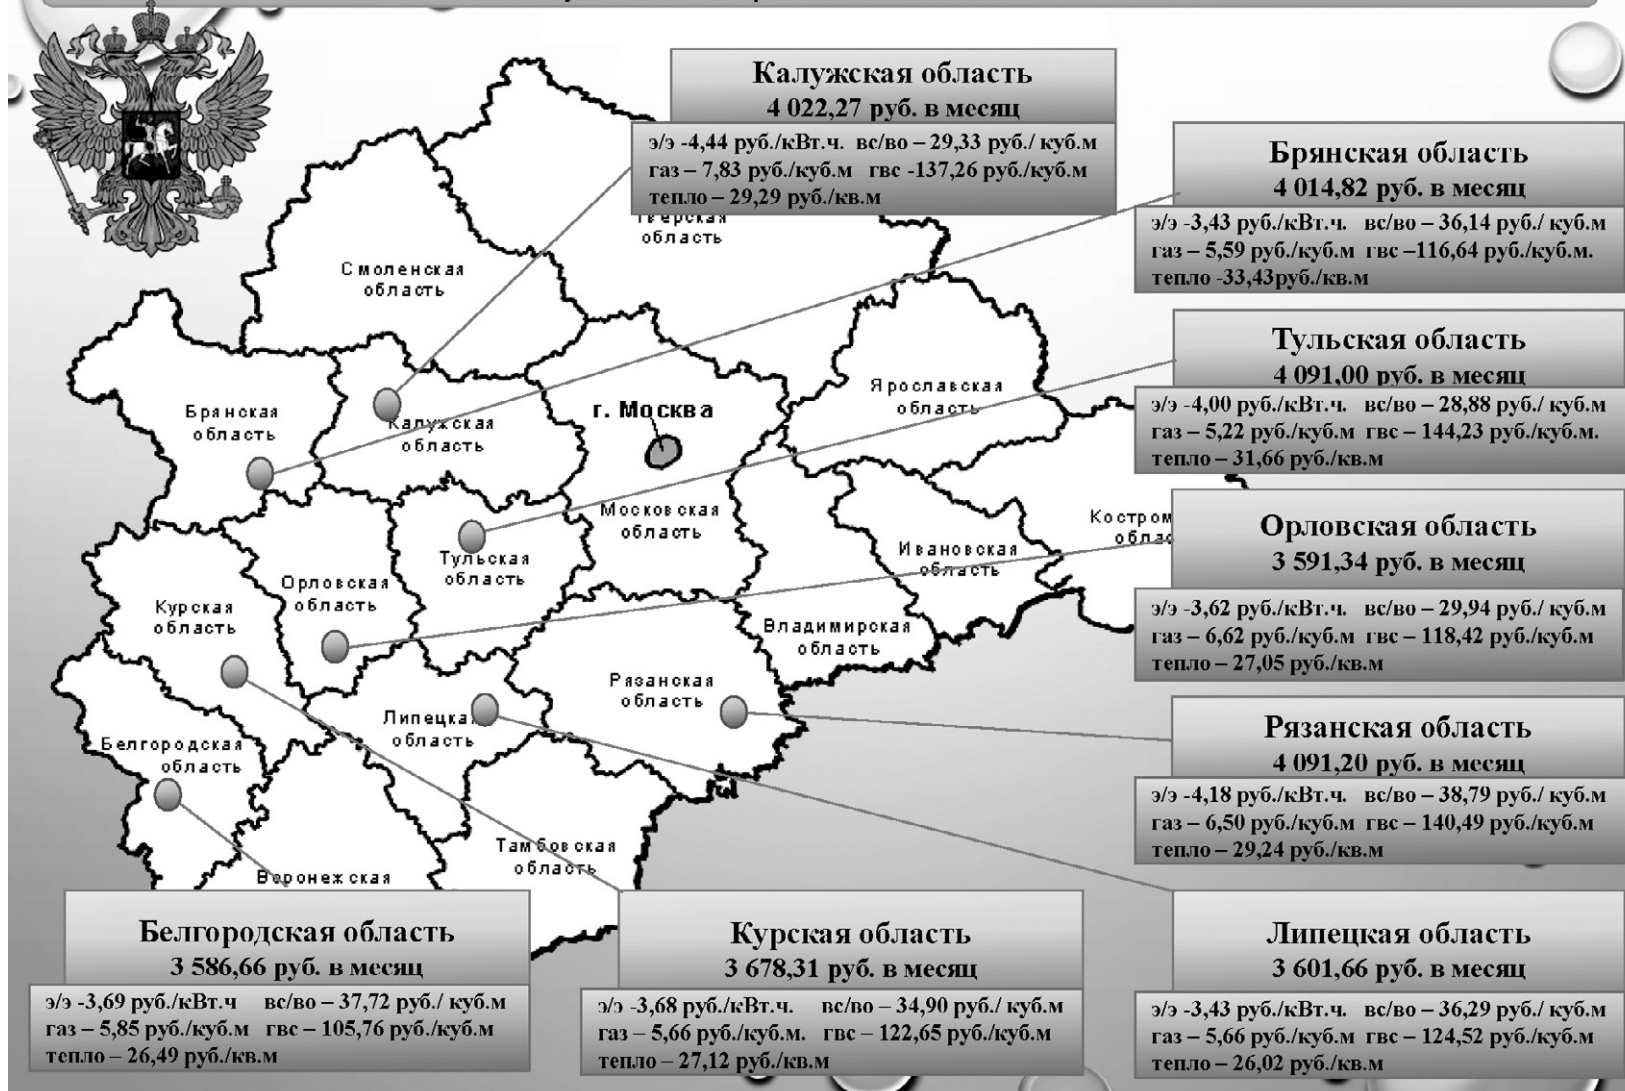 Калужская область
4 022,27 руб. в месяц
э/э -4,44 руб./кВт.ч. вс/во – 29,33 руб./ куб.м
газ – 7,83 руб./куб.м гвс -137,26 руб./куб.м
тепло – 29,29 руб./кв.м
Брянская область
4 014,82 руб. в месяц
э/э -3,43 руб./кВт.ч. вс/во – 36,14 руб./ куб.м
газ – 5,59 руб./куб.м гвс –116,64 руб./куб.м.
тепло -33,43руб./кв.м
Тульская область
4 091,00 руб. в месяц
э/э -4,00 руб./кВт.ч. вс/во – 28,88 руб./ куб.м
газ – 5,22 руб./куб.м гвс – 144,23 руб./куб.м.
тепло – 31,66 руб./кв.м
Орловская область
3 591,34 руб. в месяц
э/э -3,62 руб./кВт.ч. вс/во – 29,94 руб./ куб.м
газ – 6,62 руб./куб.м гвс – 118,42 руб./куб.м
тепло – 27,05 руб./кв.м
Рязанская область
4 091,20 руб. в месяц
э/э -4,18 руб./кВт.ч. вс/во – 38,79 руб./ куб.м
газ – 6,50 руб./куб.м гвс – 140,49 руб./куб.м
тепло – 29,24 руб./кв.м
Липецкая область
3 601,66 руб. в месяц
э/э -3,43 руб./кВт.ч. вс/во – 36,29 руб./ куб.м
газ – 5,66 руб./куб.м гвс – 124,52 руб./куб.м
тепло – 26,02 руб./кв.м
Курская область
3 678,31 руб. в месяц
э/э -3,68 руб./кВт.ч. вс/во – 34,90 руб./ куб.м
газ – 5,66 руб./куб.м. гвс – 122,65 руб./куб.м
тепло – 27,12 руб./кв.м
Белгородская область
3 586,66 руб. в месяц
э/э -3,69 руб./кВт.ч вс/во – 37,72 руб./ куб.м
газ – 5,85 руб./куб.м гвс – 105,76 руб./куб.м
тепло – 26,49 руб./кв.м
Тверская
область
Смоленская
область
Ярославская
область
Брянская
область
Калужская
область
г. Москва
Московская
область
Костром
облас
Ивановская
область
Тульская
область
Орловская
область
Курская
область
Владимирская
область
Рязанская
область
Липецка
область
Белгородская
область
Тамбовская
область
Воронежская